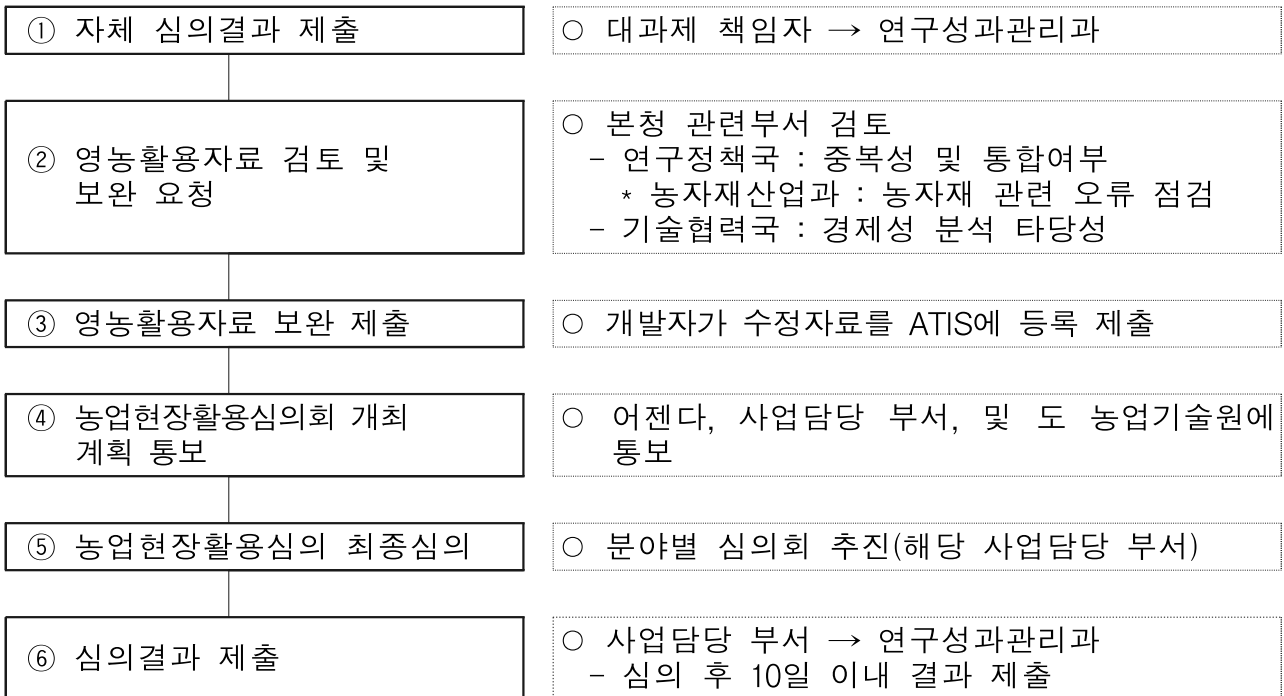 ① 자체 심의결과 제출
○ 대과제 책임자 → 연구성과관리과
② 영농활용자료 검토 및
보완 요청
○ 본청 관련부서 검토
- 연구정책국 : 중복성 및 통합여부
* 농자재산업과 : 농자재 관련 오류 점검
- 기술협력국 : 경제성 분석 타당성
③ 영농활용자료 보완 제출
○ 개발자가 수정자료를 ATIS에 등록 제출
④ 농업현장활용심의회 개최
계획 통보
○ 어젠다, 사업담당 부서, 및 도 농업기술원에
통보
⑤ 농업현장활용심의 최종심의
○ 분야별 심의회 추진(해당 사업담당 부서)
⑥ 심의결과 제출
○ 사업담당 부서 → 연구성과관리과
- 심의 후 10일 이내 결과 제출